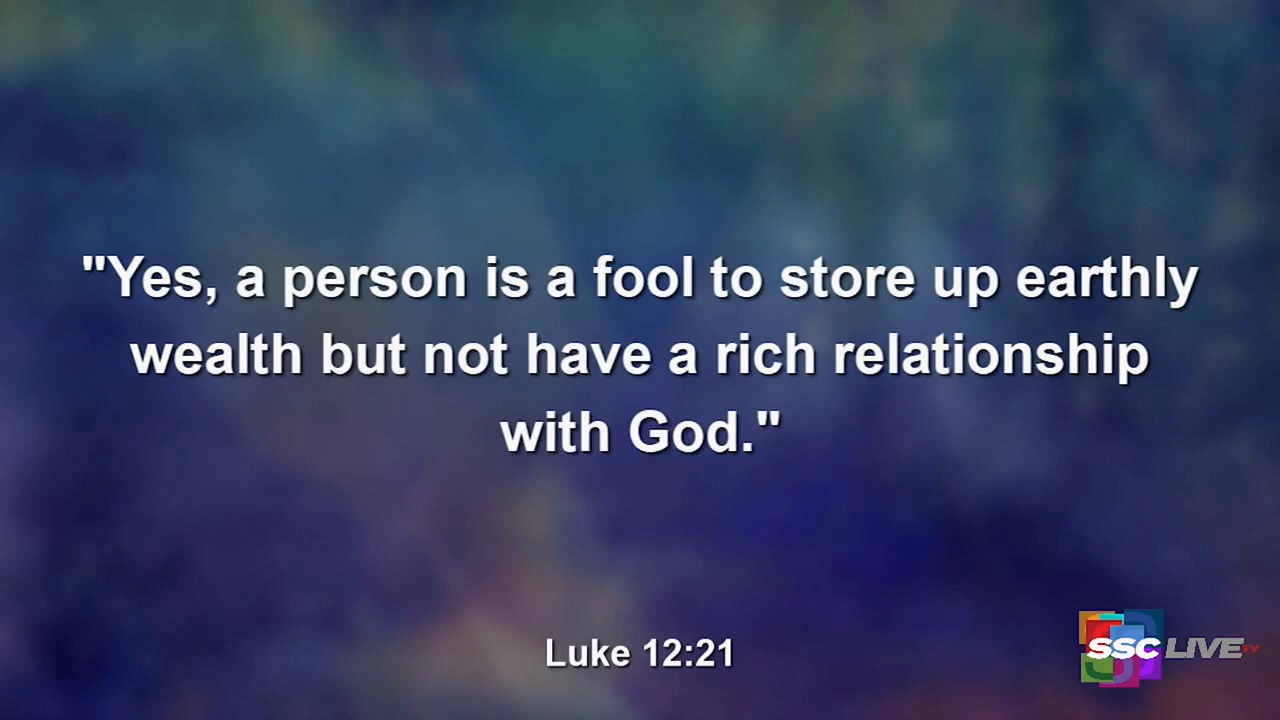 "Yes, a person is a fool to store up earthly
wealth but not have a rich relationship
with God."
Luke 12:21
SSC LIVE TV